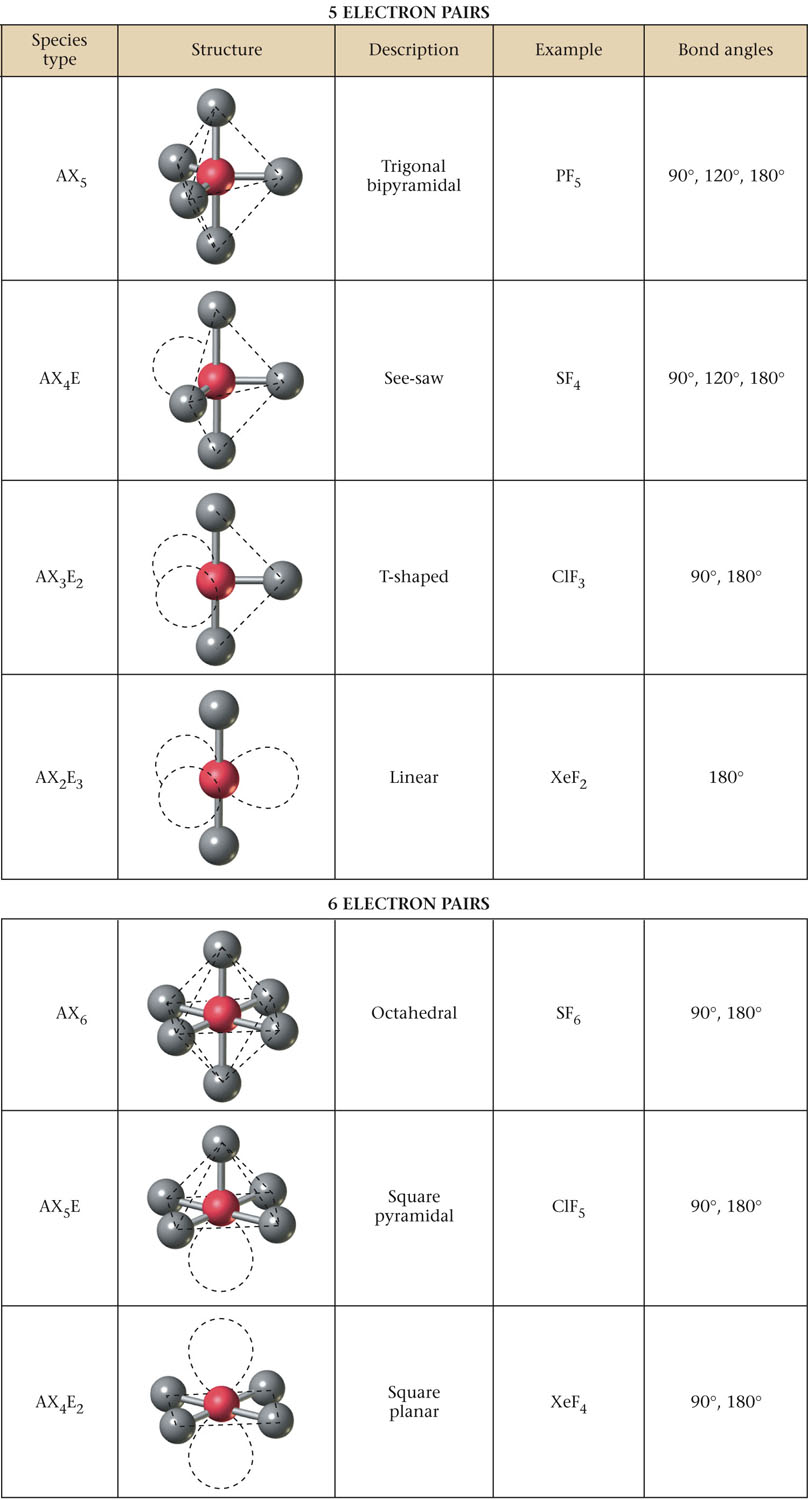 5 ELECTRON PAIRS
Species type
Structure
Description
Example
Bond angles
AX₅
Trigonal
bipyramidal
PF₅
90°, 120°, 180°
AX₄E
See-saw
SF₄
90°, 120°, 180°
AX₃E₂
T-shaped
ClF₃
90°, 180°
AX₂E₃
Linear
XeF₂
180°
6 ELECTRON PAIRS
AX₆
Octahedral
SF₆
90°, 180°
AX₅E
Square
pyramidal
ClF₅
90°, 180°
AX₄E₂
Square
planar
XeF₄
90°, 180°